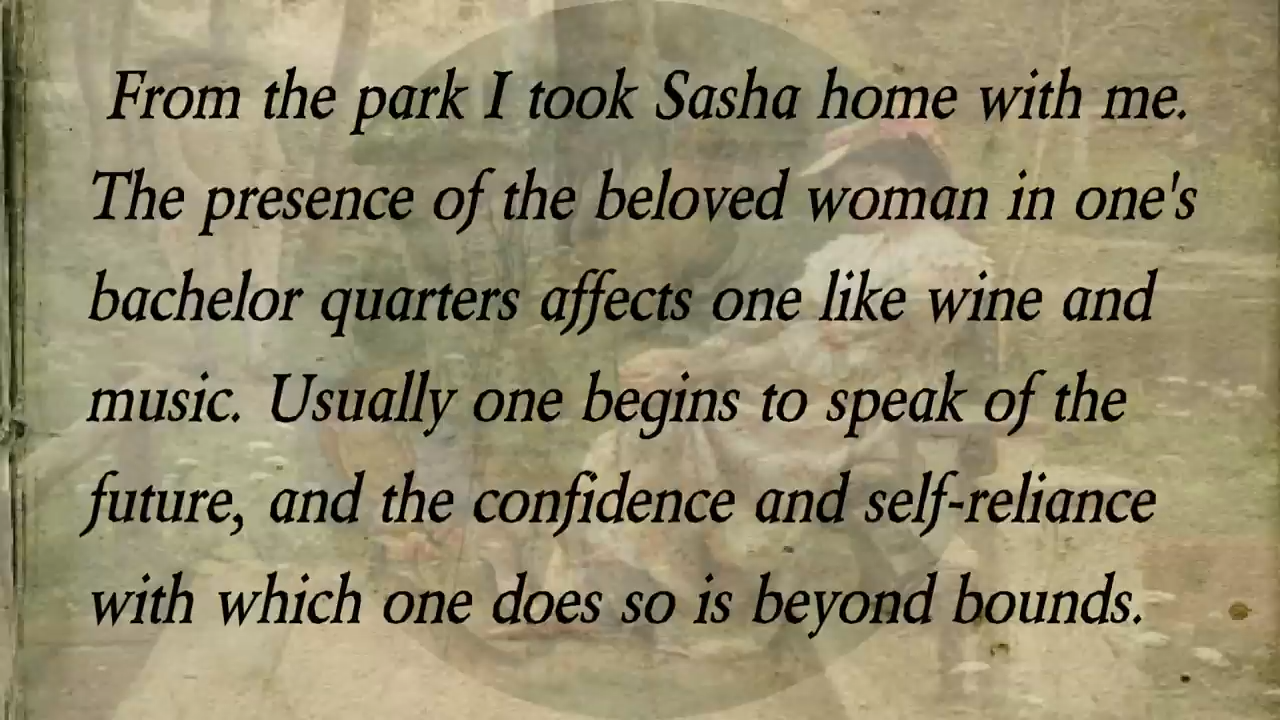 From the park I took Sasha home with me.
The presence of the beloved woman in one's
bachelor quarters affects one like wine and
music. Usually one begins to speak of the
future, and the confidence and self-reliance
with which one does so is beyond bounds.